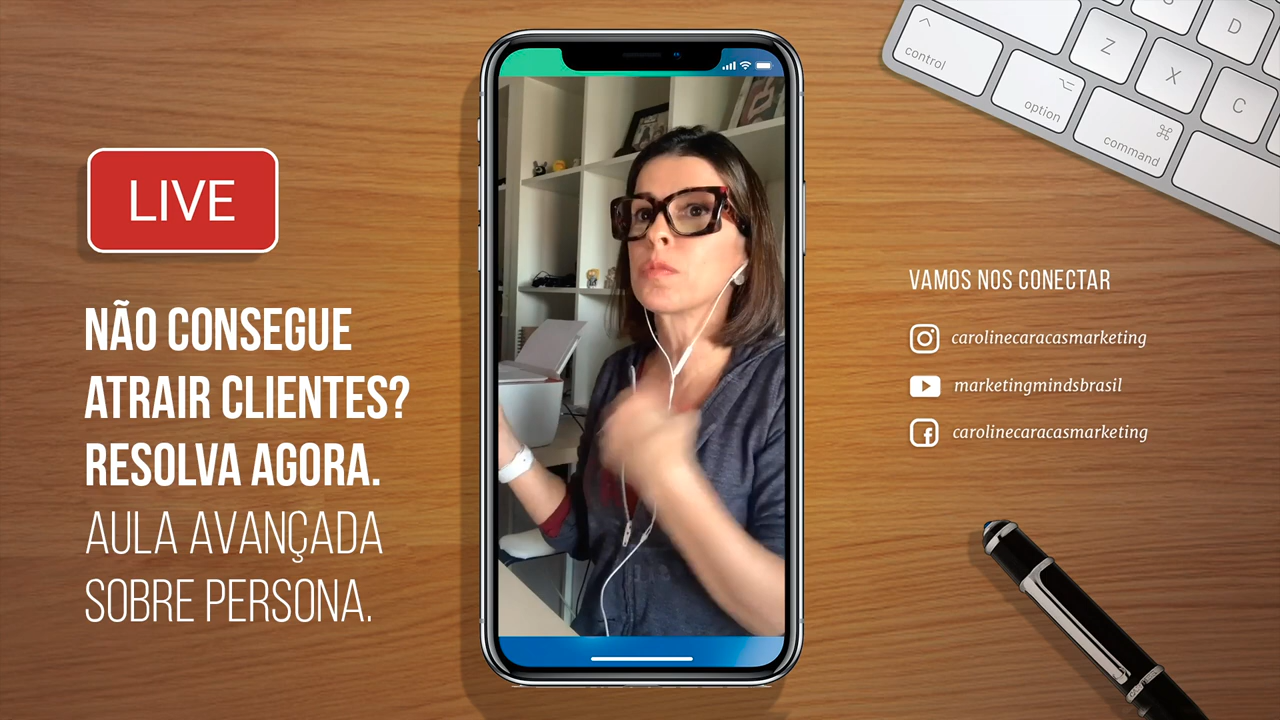 LIVE
NÃO CONSEGUE
ATRAIR CLIENTES?
RESOLVA AGORA.
AULA AVANÇADA
SOBRE PERSONA.
VAMOS NOS CONECTAR
carolinecaracasmarketing
marketingmindsbrasil
carolinecaracasmarketing
control
option
command
S
D
Z
X
C